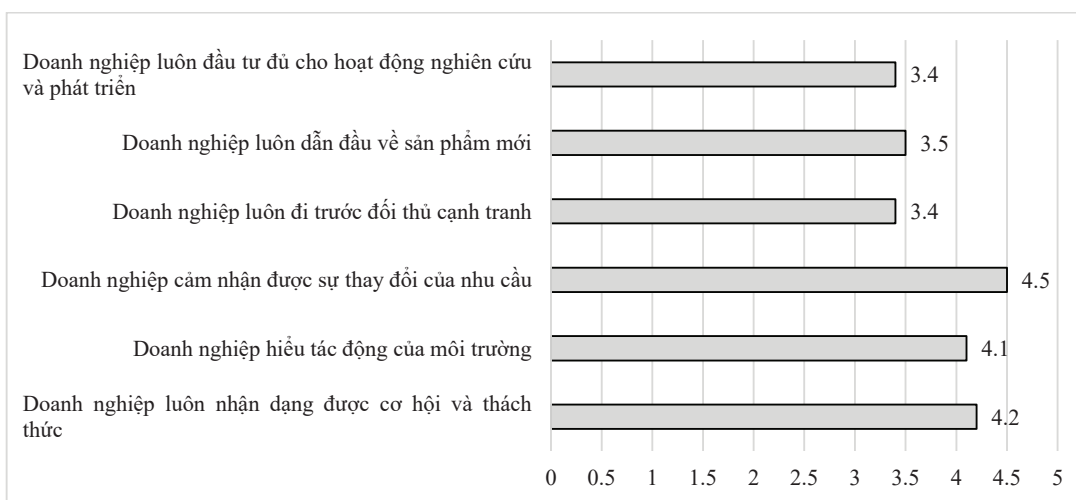 Doanh nghiệp luôn đầu tư đủ cho hoạt động nghiên cứu
và phát triển
3.4
Doanh nghiệp luôn dẫn đầu về sản phẩm mới
3.5
Doanh nghiệp luôn đi trước đối thủ cạnh tranh
3.4
Doanh nghiệp cảm nhận được sự thay đổi của nhu cầu
4.5
Doanh nghiệp hiểu tác động của môi trường
4.1
Doanh nghiệp luôn nhận dạng được cơ hội và thách
thức
4.2
0 0.5 1 1.5 2 2.5 3 3.5 4 4.5 5